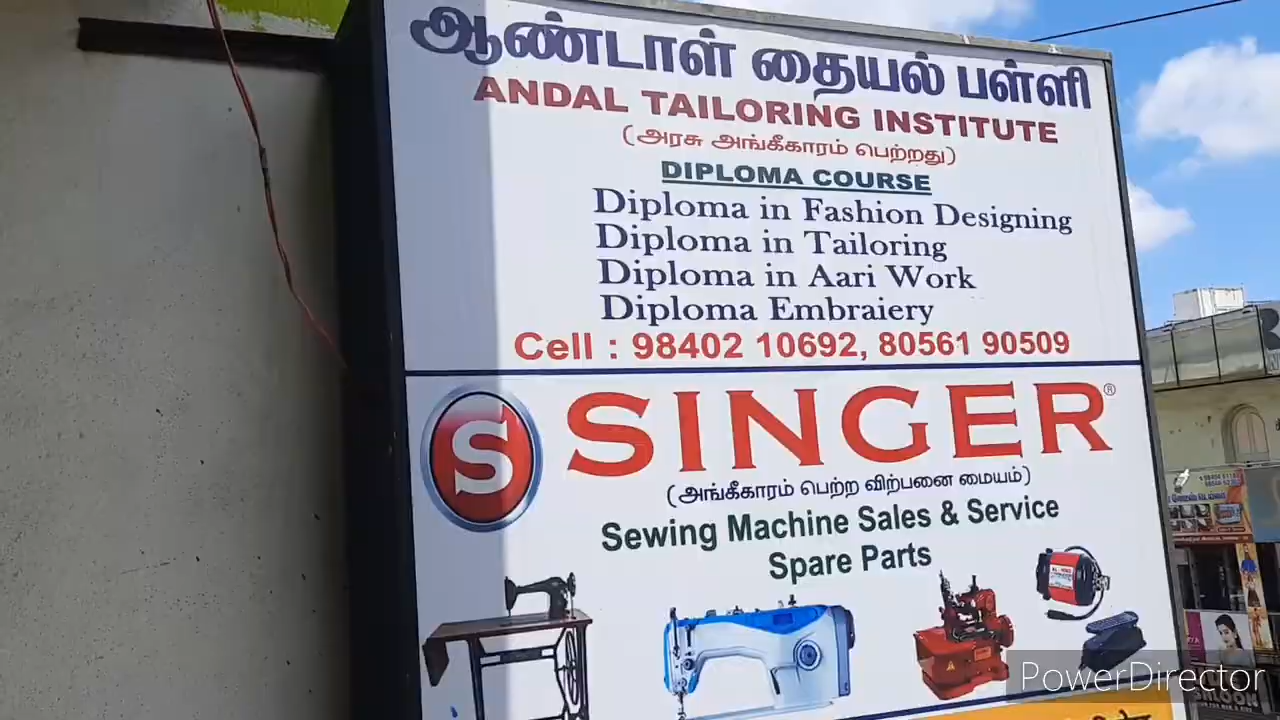 ஆண்டாள் தையல் பள்ளி
ANDAL TAILORING INSTITUTE
(அரசு அங்கீகாரம் பெற்றது)
DIPLOMA COURSE
Diploma in Fashion Designing
Diploma in Tailoring
Diploma in Aari Work
Diploma Embraiery
Cell : 98402 10692, 80561 90509
S SINGER®
(அங்கீகாரம் பெற்ற விற்பனை மையம்)
Sewing Machine Sales & Service
Spare Parts
PowerDirector